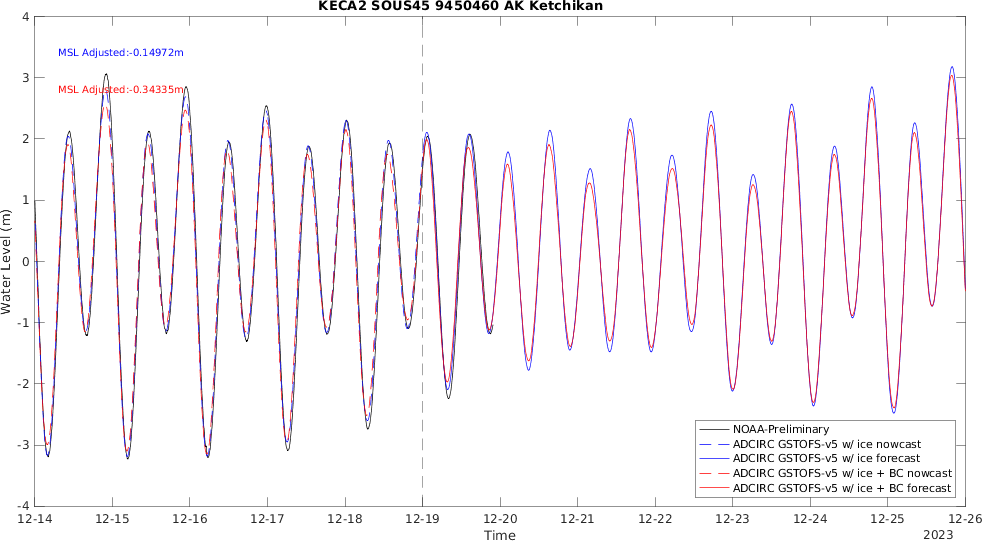 KECA2 SOUS45 9450460 AK Ketchikan
MSL Adjusted:-0.14972m
MSL Adjusted:-0.34335m
4
3
2
1
0
-1
-2
-3
-4
Water Level (m)
NOAA-Preliminary
ADCIRC GSTOFS-v5 w/ ice nowcast
ADCIRC GSTOFS-v5 w/ ice forecast
ADCIRC GSTOFS-v5 w/ ice + BC nowcast
ADCIRC GSTOFS-v5 w/ ice + BC forecast
12-14 12-15 12-16 12-17 12-18 12-19 12-20 12-21 12-22 12-23 12-24 12-25 12-26
Time
2023